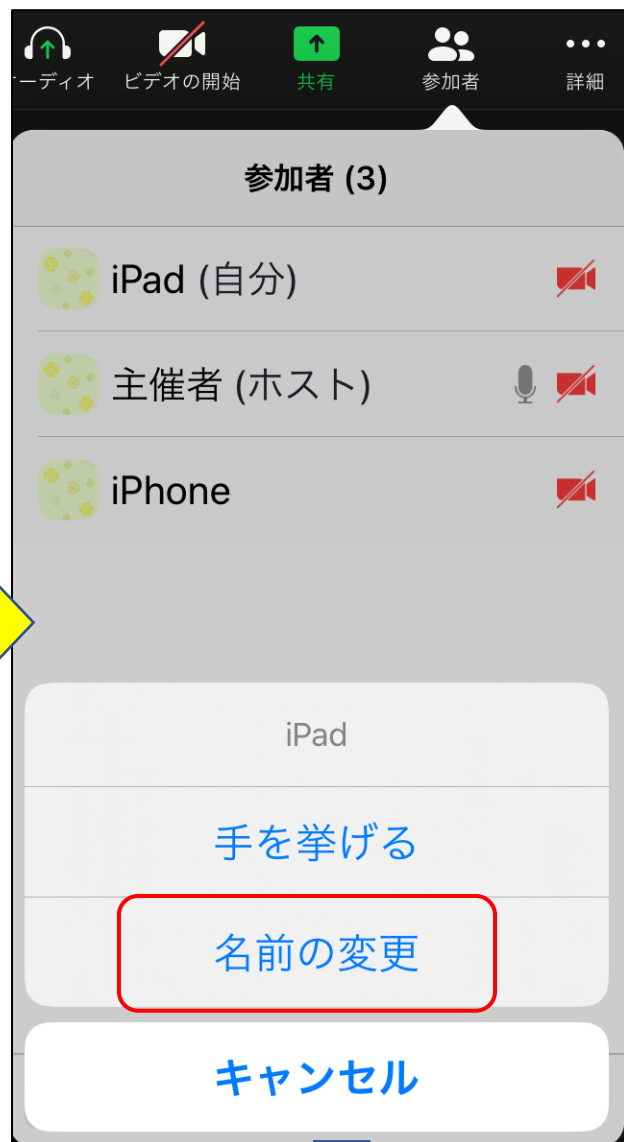 ーディオ ビデオの開始 共有 参加者 詳細
参加者 (3)
iPad (自分)
主催者 (ホスト)
iPhone
iPad
手を挙げる
名前の変更
キャンセル